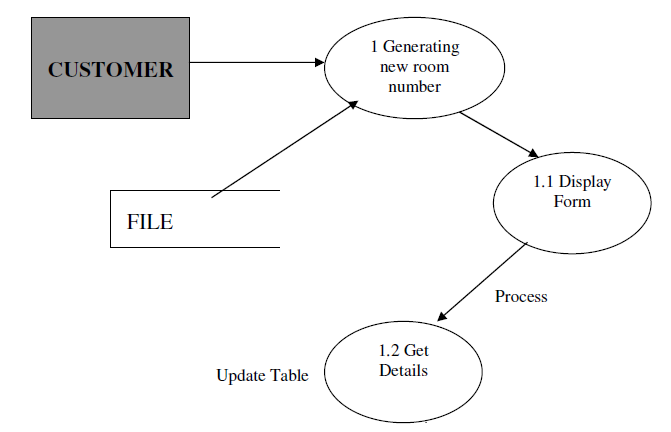 CUSTOMER
1 Generating
new room
number
1.1 Display
Form
FILE
Process
1.2 Get
Details
Update Table